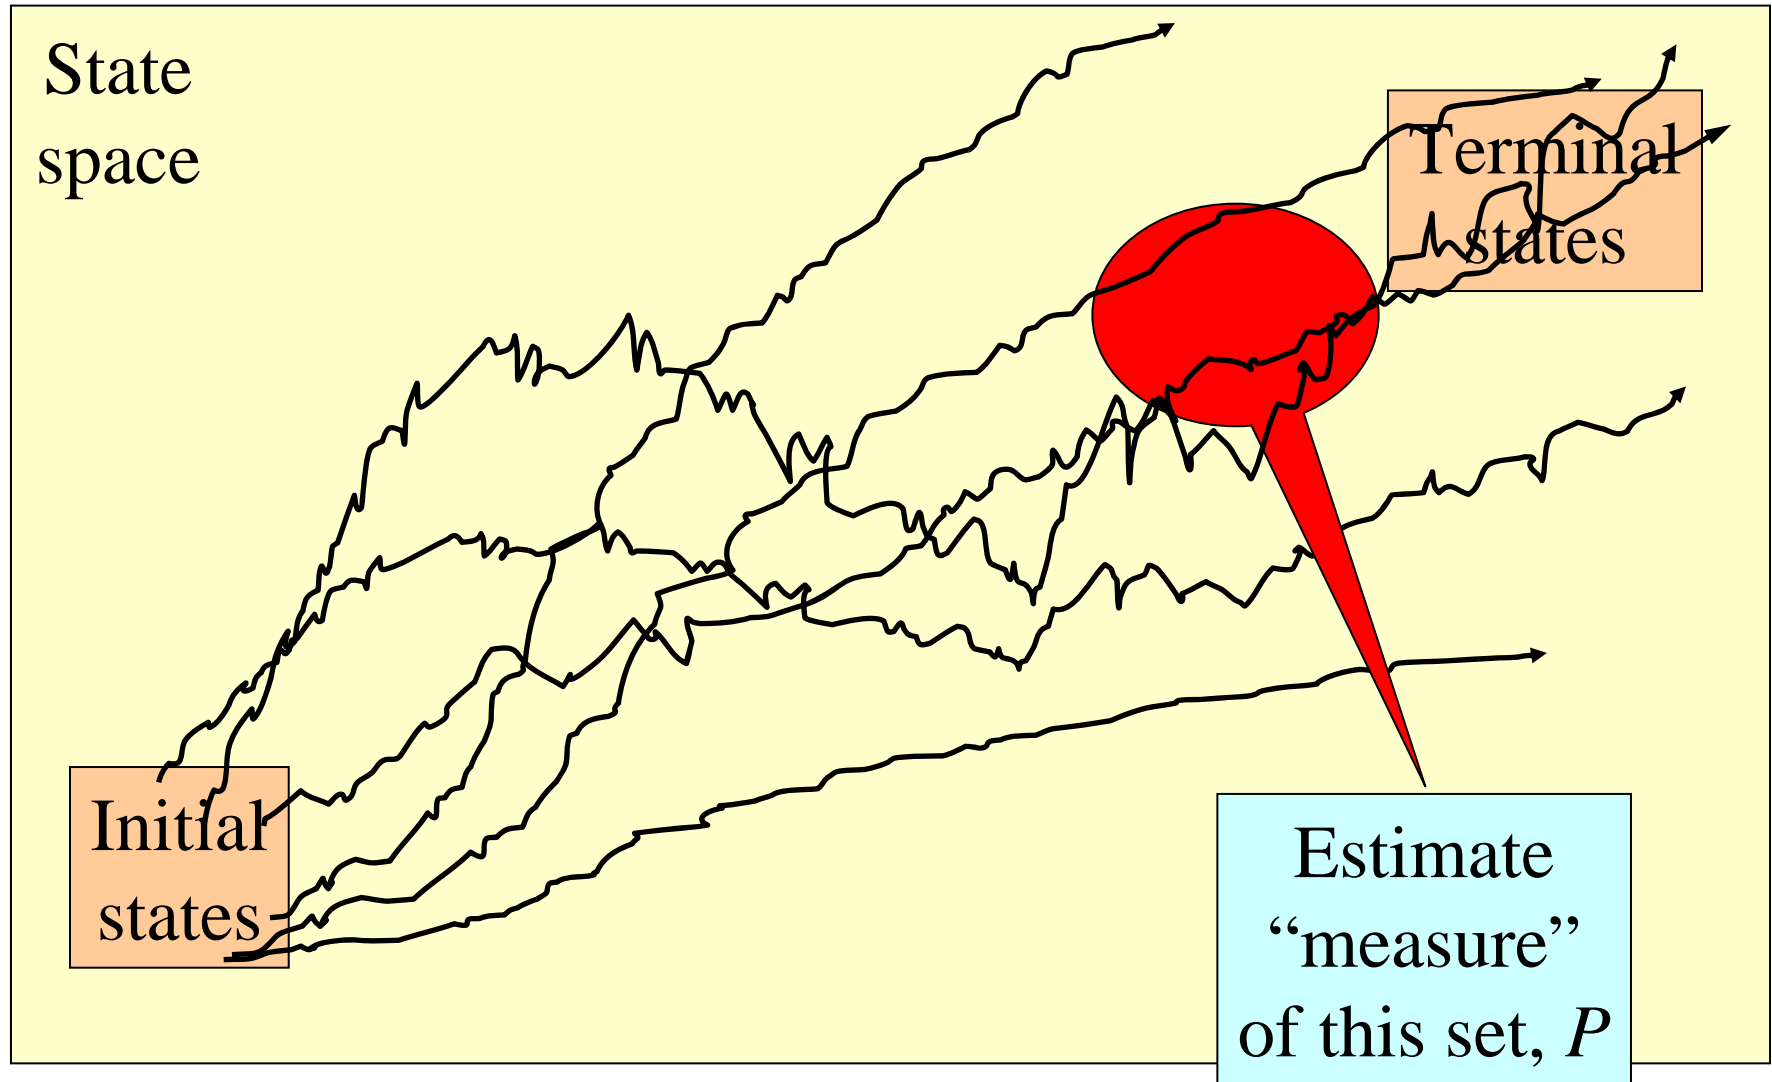 State
space
Terminal
states
Initial
states
Estimate
“measure”
of this set, P